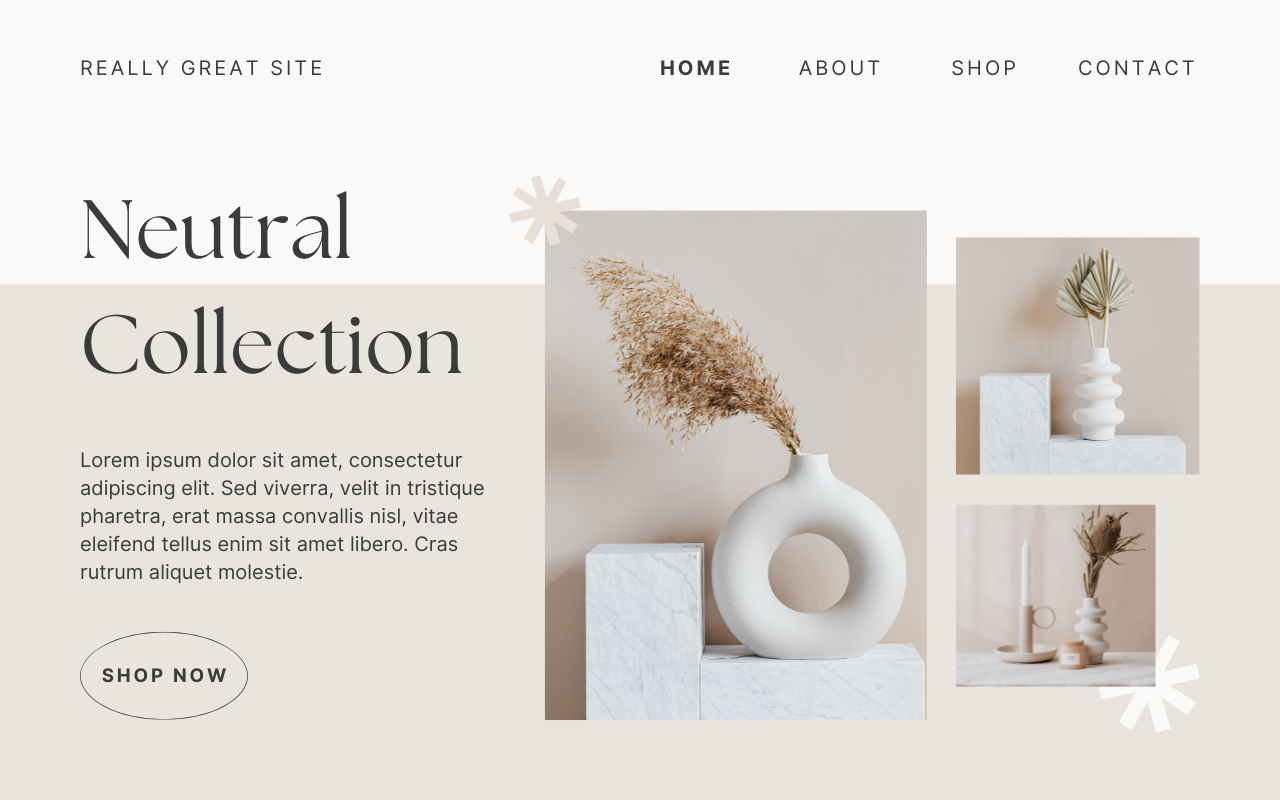 REALLY GREAT SITE
HOME
ABOUT
SHOP
CONTACT
Neutral
Collection
Lorem ipsum dolor sit amet, consectetur
adipiscing elit. Sed viverra, velit in tristique
pharetra, erat massa convallis nisl, vitae
eleifend tellus enim sit amet libero. Cras
rutrum aliquet molestie.
SHOP NOW